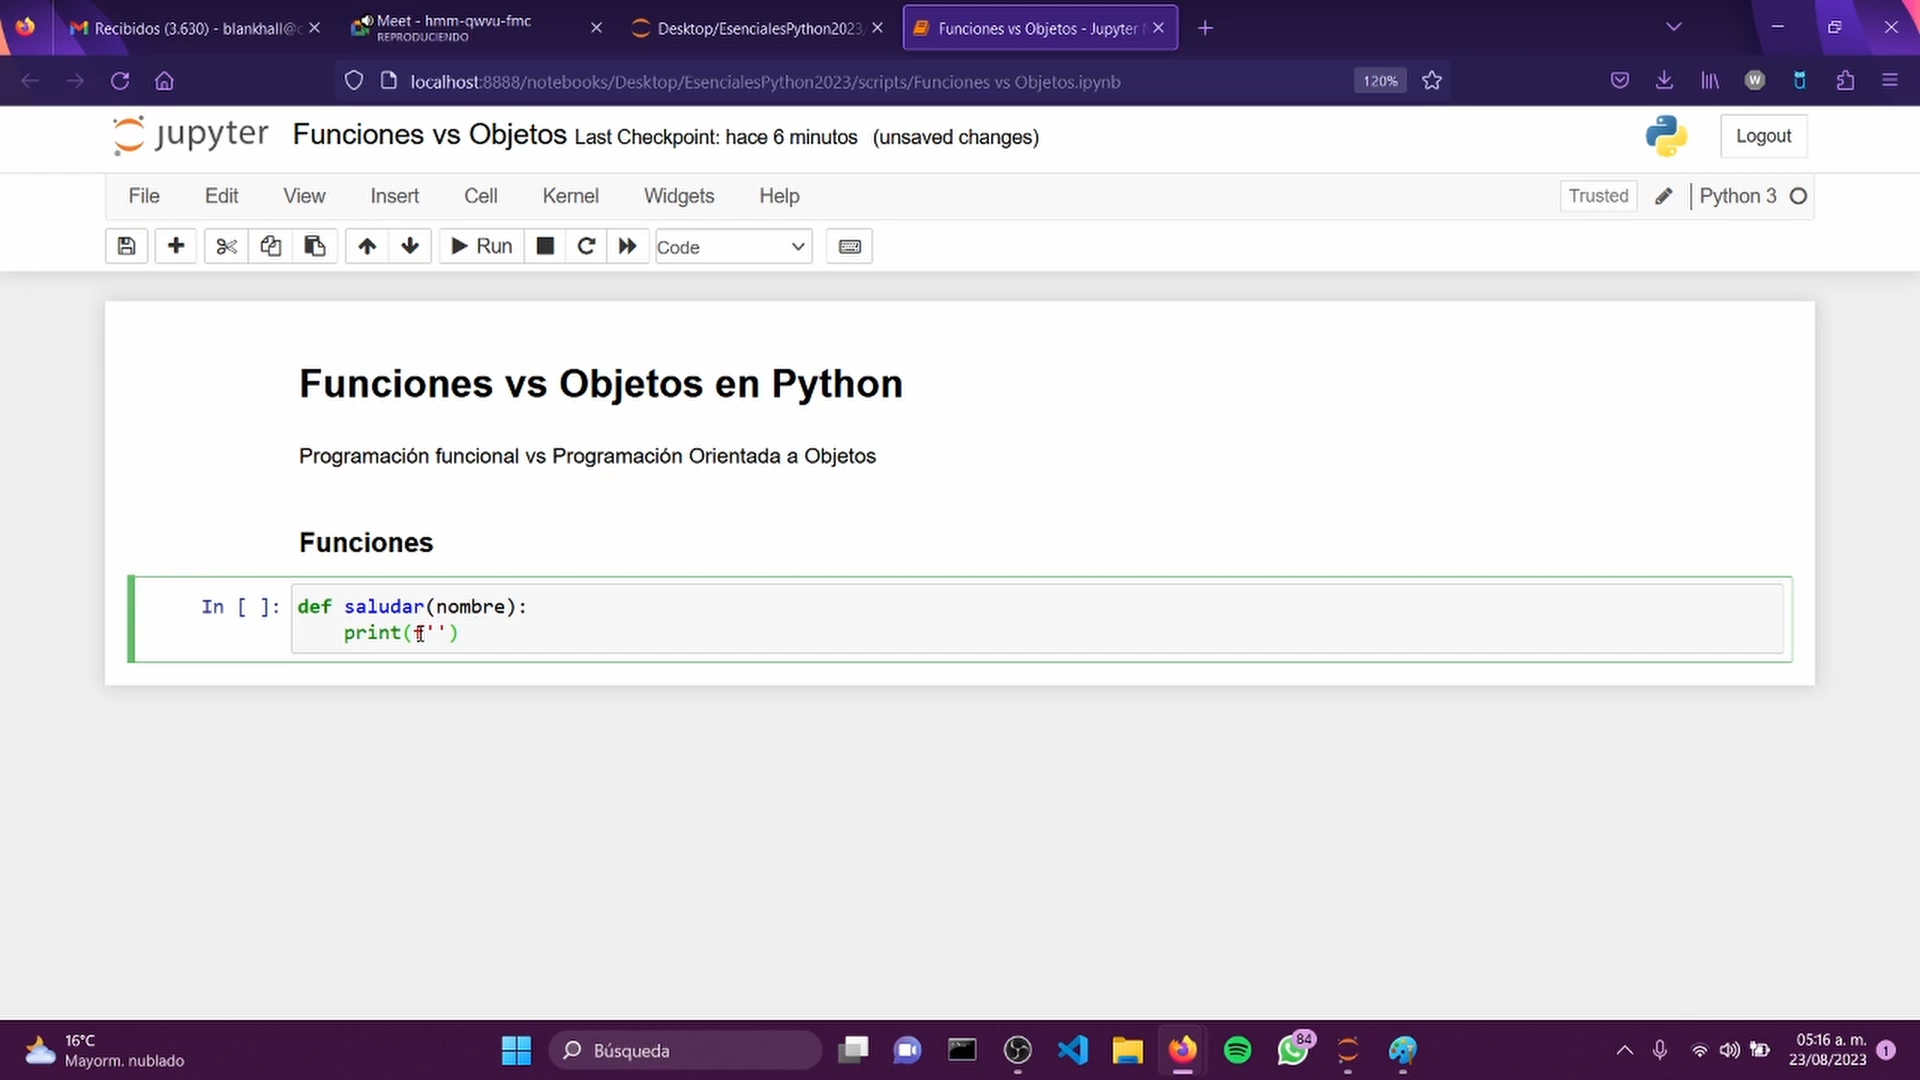 Recibidos (3.630) - blankhall@c
Meet - hmm-qwvu-fmc
REPRODUCIENDO
Desktop/EsencialesPython2023/
Funciones vs Objetos - Jupyter
localhost:8888/notebooks/Desktop/EsencialesPython2023/scripts/Funciones vs Objetos.ipynb
120%
W
jupyter Funciones vs Objetos Last Checkpoint: hace 6 minutos (unsaved changes)
Logout
File Edit View Insert Cell Kernel Widgets Help
Trusted
Python 3
Run
Code
Funciones vs Objetos en Python
Programación funcional vs Programación Orientada a Objetos
Funciones
In [ ]: def saludar(nombre):
print(f'')
16°C
Mayorm. nublado
Búsqueda
84
05:16 a. m.
23/08/2023
1